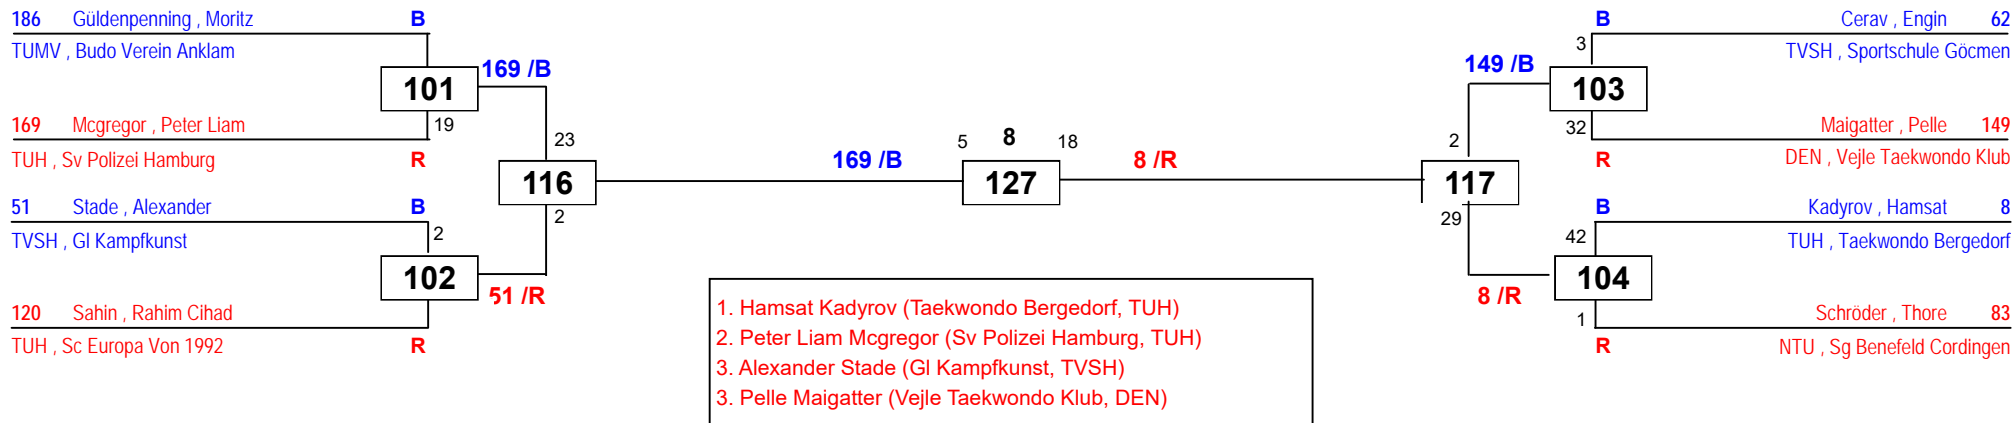 186 Güldenpenning , Moritz B
TUMV , Budo Verein Anklam
101
169 /B
169 Mcgregor , Peter Liam
19
TUH , Sv Polizei Hamburg R
23
116
2
51 Stade , Alexander B
TVSH , Gl Kampfkunst
2
102
51 /R
120 Sahin , Rahim Cihad
TUH , Sc Europa Von 1992 R
169 /B
5 8 18
127
8 /R
B Cerav , Engin 62
3
TVSH , Sportschule Göcmen
149 /B
103
32
Maigatter , Pelle 149
R DEN , Vejle Taekwondo Klub
2
117
29
B Kadyrov , Hamsat 8
42
TUH , Taekwondo Bergedorf
104
8 /R
1
Schröder , Thore 83
R NTU , Sg Benefeld Cordingen
1. Hamsat Kadyrov (Taekwondo Bergedorf, TUH)
2. Peter Liam Mcgregor (Sv Polizei Hamburg, TUH)
3. Alexander Stade (Gl Kampfkunst, TVSH)
3. Pelle Maigatter (Vejle Taekwondo Klub, DEN)